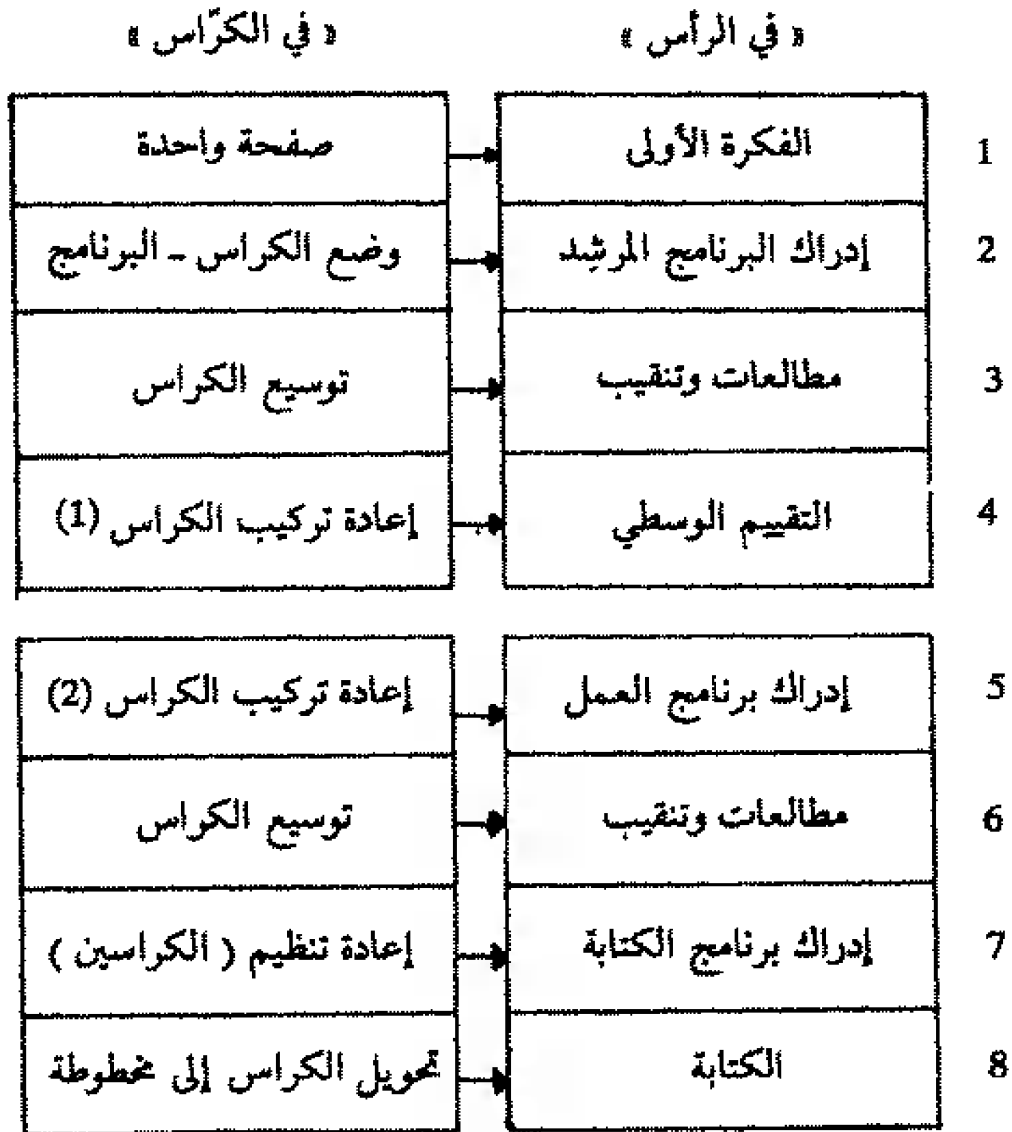 « في الرأس » « في الكرّاس »
1 الفكرة الأولى صفحة واحدة
2 إدراك البرنامج المرشِد وضع الكراس - البرنامج
3 مطالعات وتنقيب توسيع الكراس
4 التقييم الوسطي إعادة تركيب الكراس (1)
5 إدراك برنامج العمل إعادة تركيب الكراس (2)
6 مطالعات وتنقيب توسيع الكراس
7 إدراك برنامج الكتابة إعادة تنظيم ( الكراسين )
8 الكتابة تحويل الكراس إلى مخطوطة